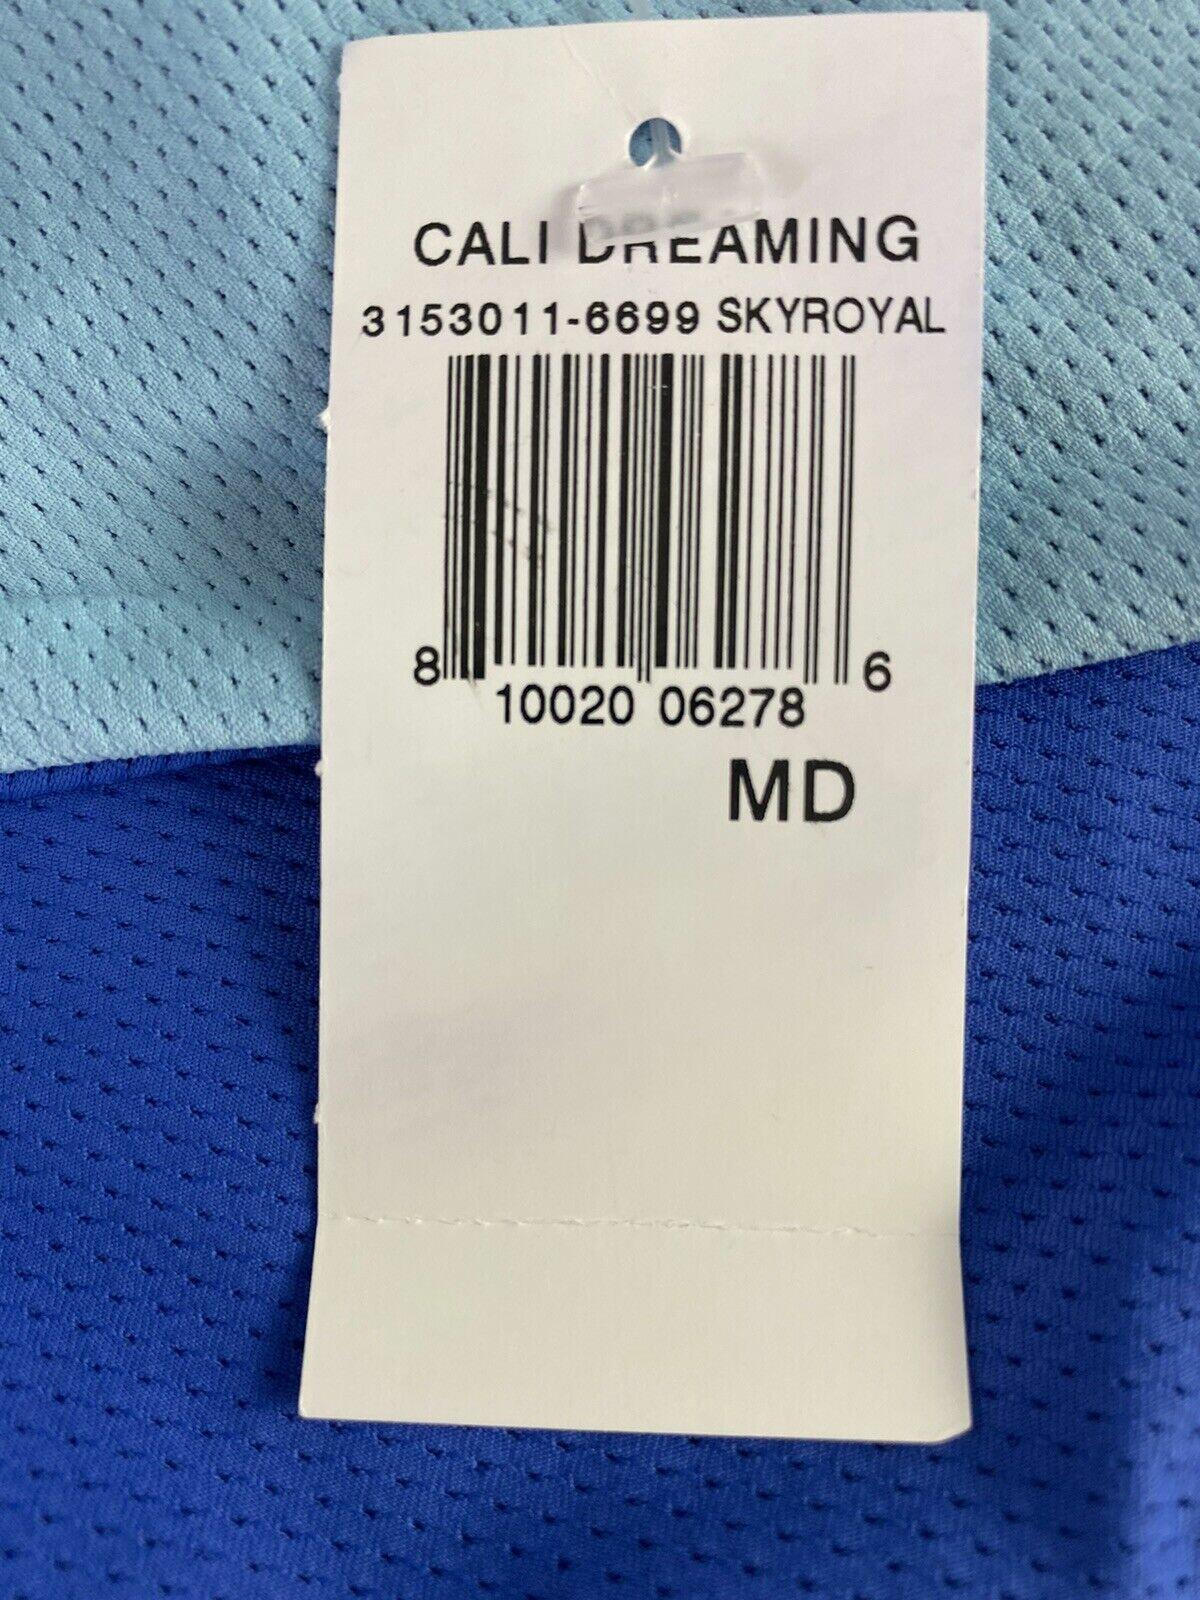 CALI DREAMING
3153011-6699 SKYROYAL
8 10020 06278 6
MD